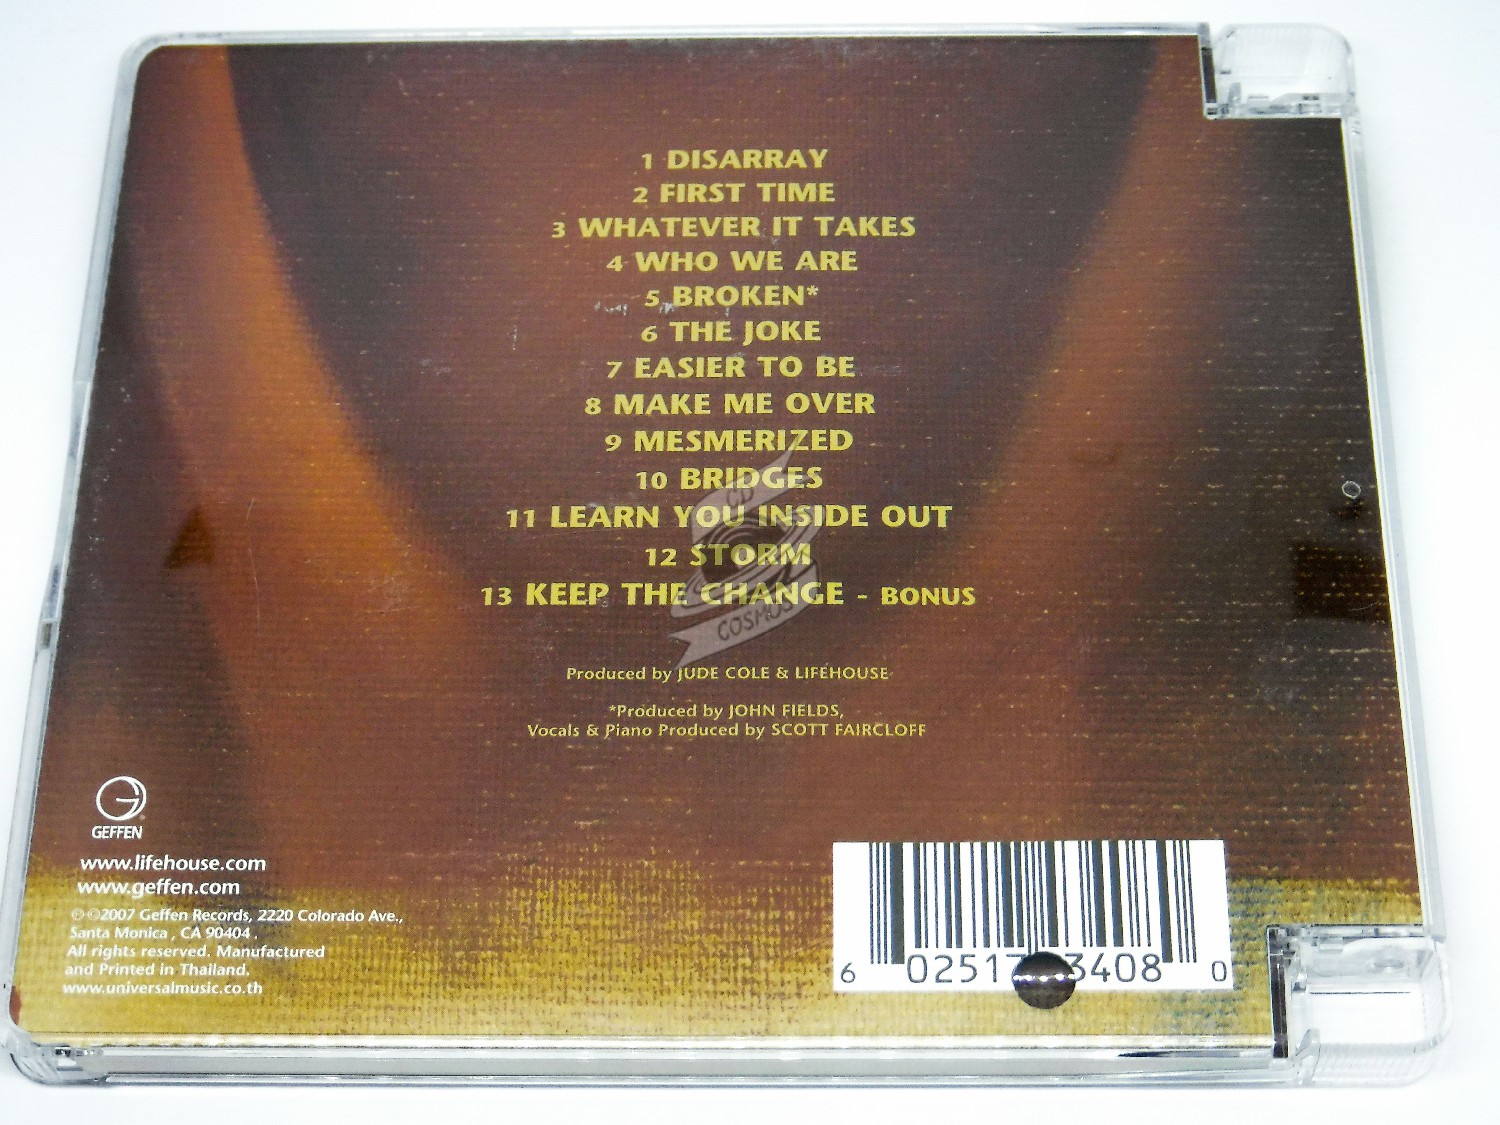 1 DISARRAY
2 FIRST TIME
3 WHATEVER IT TAKES
4 WHO WE ARE
5 BROKEN*
6 THE JOKE
7 EASIER TO BE
8 MAKE ME OVER
9 MESMERIZED
10 BRIDGES
11 LEARN YOU INSIDE OUT
12 STORM
13 KEEP THE CHANGE - BONUS
CD
COSMOS
Produced by JUDE COLE & LIFEHOUSE
*Produced by JOHN FIELDS,
Vocals & Piano Produced by SCOTT FAIRCLOFF
GEFFEN
www.lifehouse.com
www.geffen.com
℗ ©2007 Geffen Records, 2220 Colorado Ave.,
Santa Monica , CA 90404 .
All rights reserved. Manufactured
and Printed in Thailand.
www.universalmusic.co.th
6 0